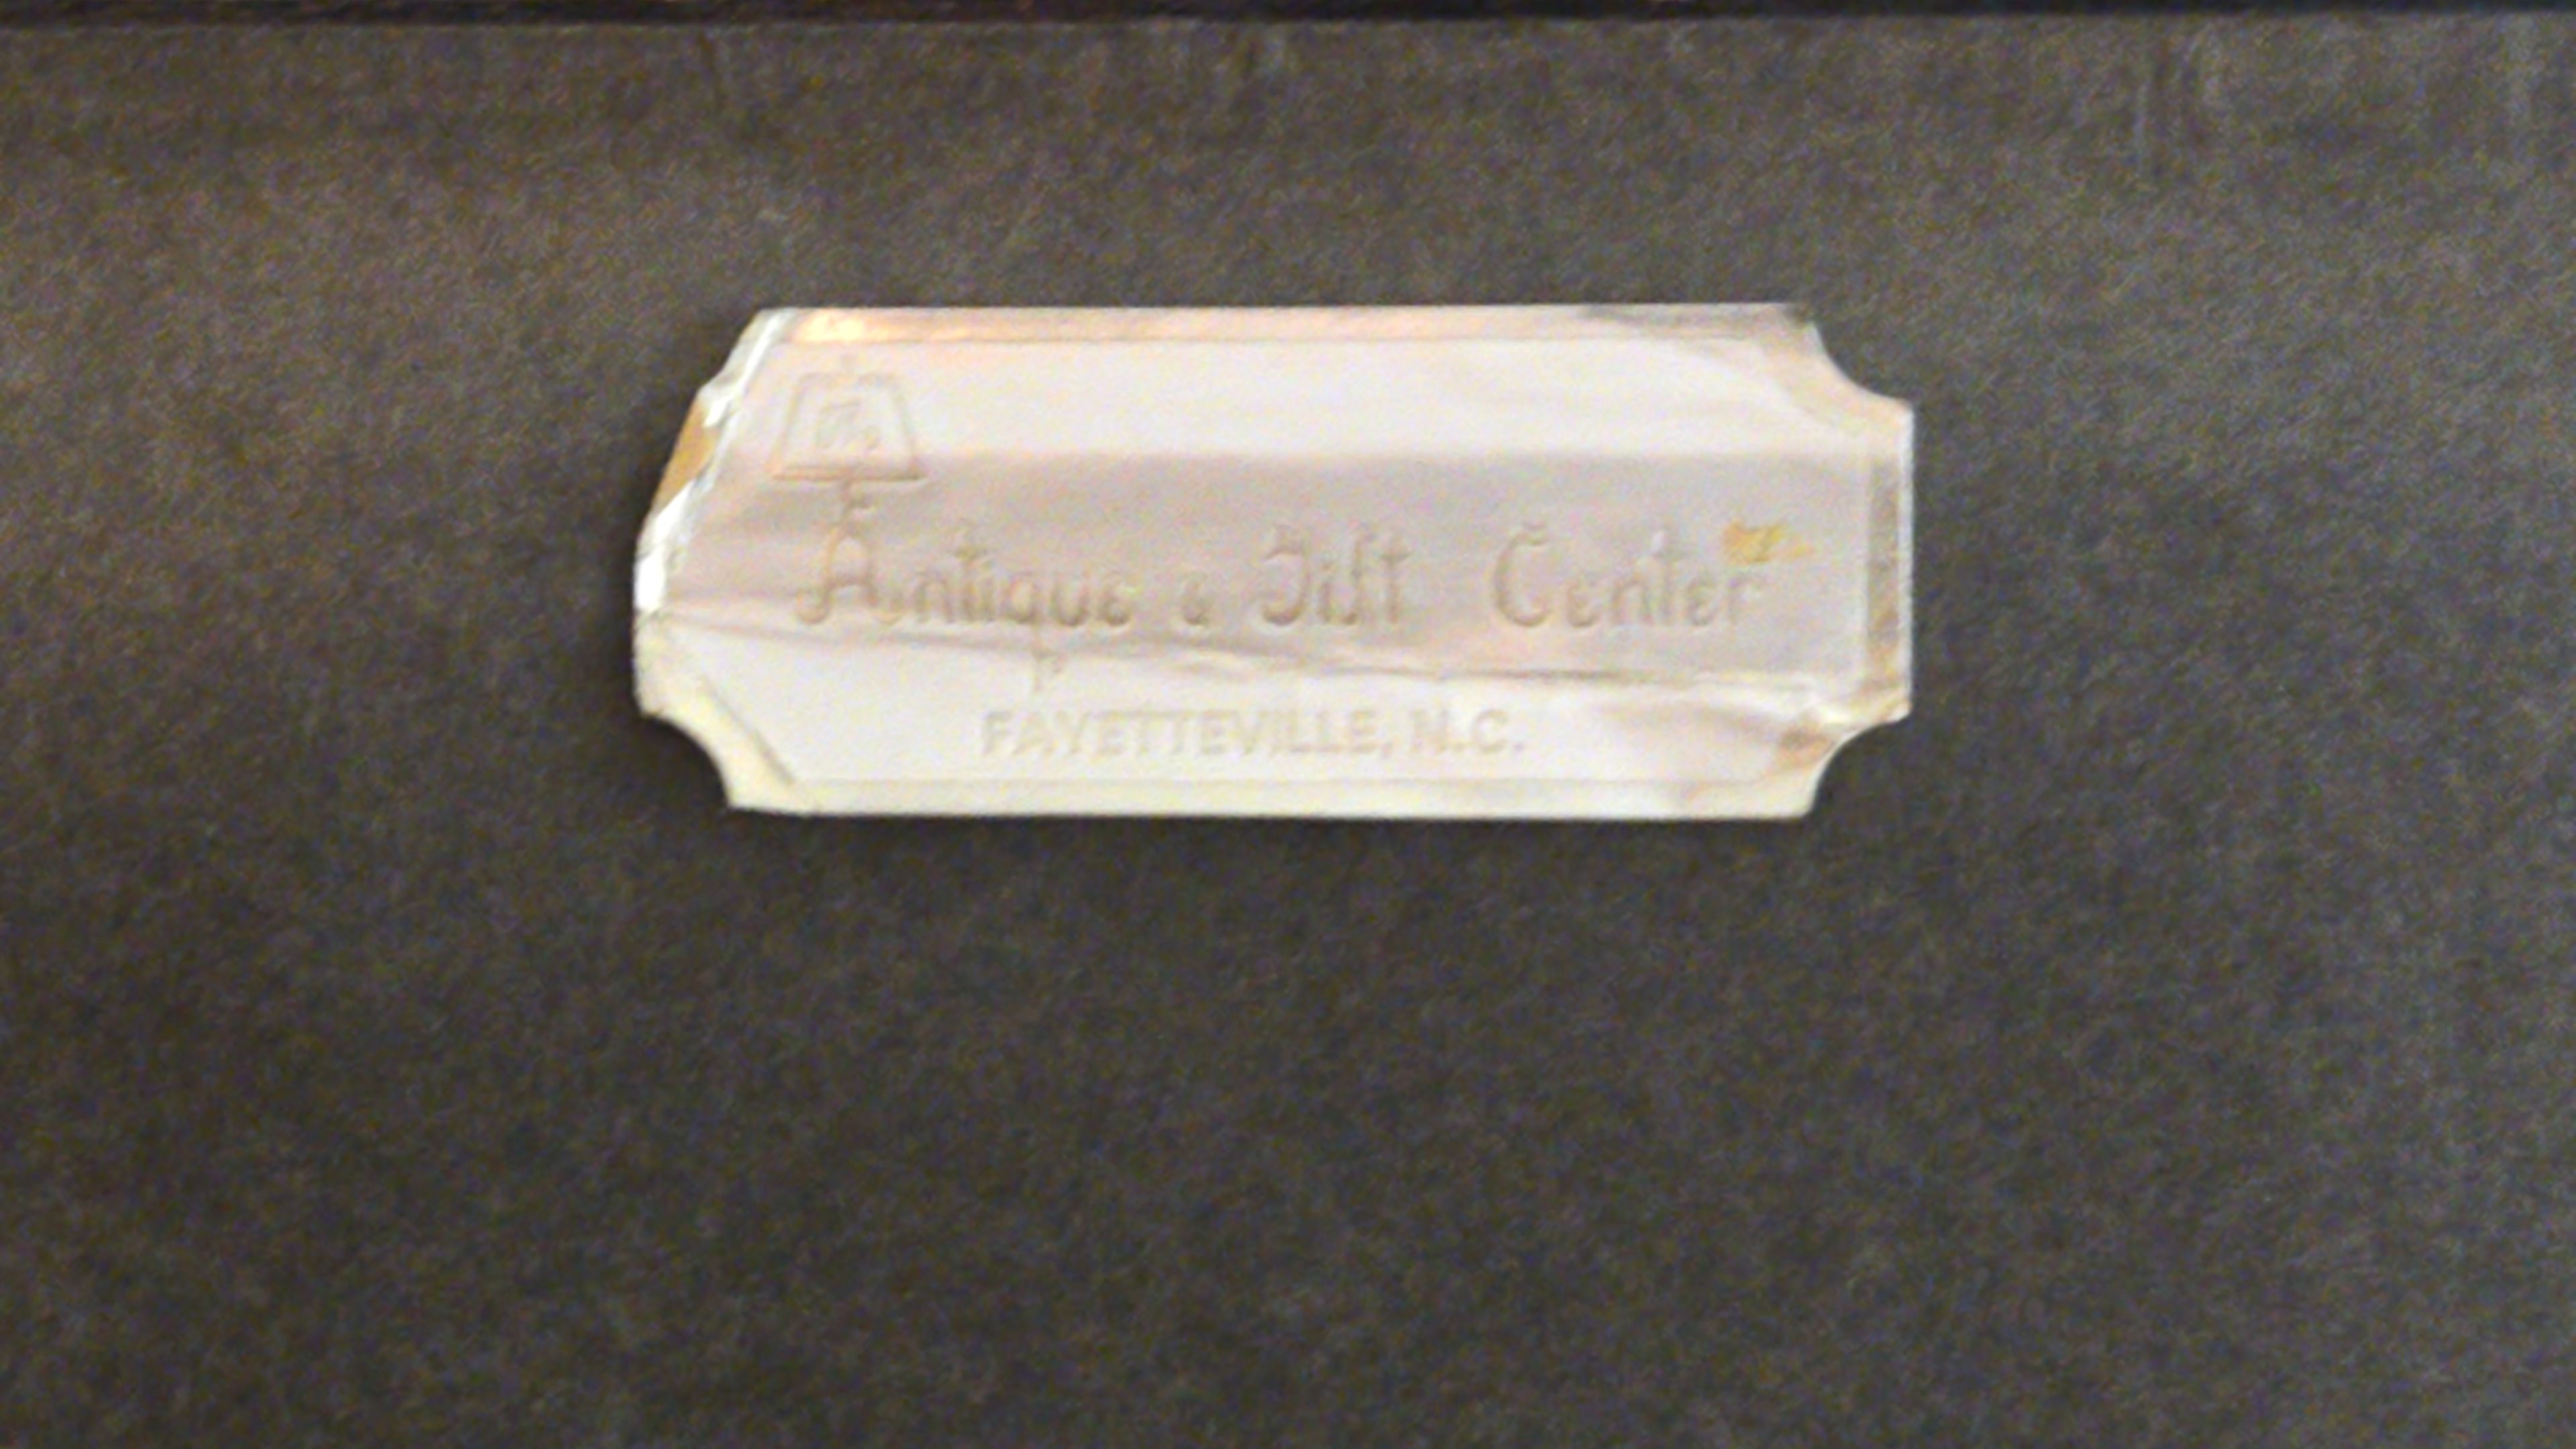 Antique & Gift Center
FAYETTEVILLE, N.C.